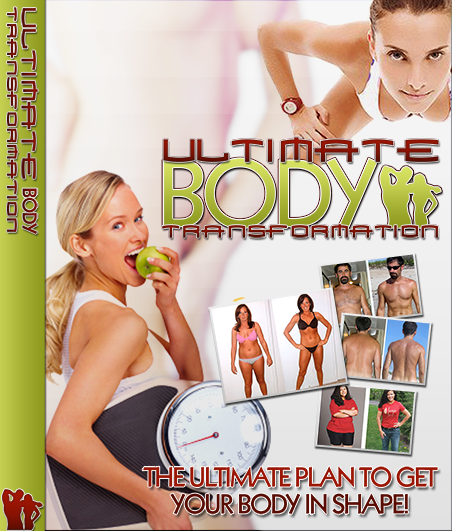 ULTIMATE BODY
TRANSFORMATION
ULTIMATE
BODY
TRANSFORMATION
THE ULTIMATE PLAN TO GET
YOUR BODY IN SHAPE!